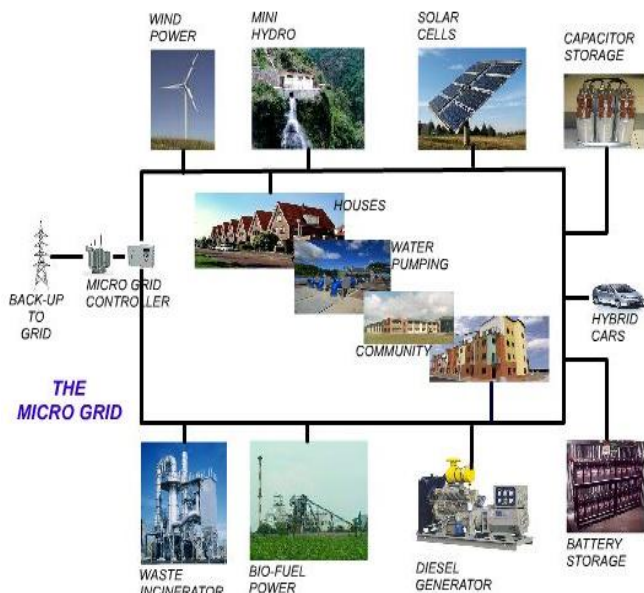 WIND
POWER
MINI
HYDRO
SOLAR
CELLS
CAPACITOR
STORAGE
HOUSES
WATER
PUMPING
COMMUNITY
BACK-UP
TO
GRID
MICRO GRID
CONTROLLER
HYBRID
CARS
THE
MICRO GRID
WASTE
INCINERATOR
BIO-FUEL
POWER
DIESEL
GENERATOR
BATTERY
STORAGE